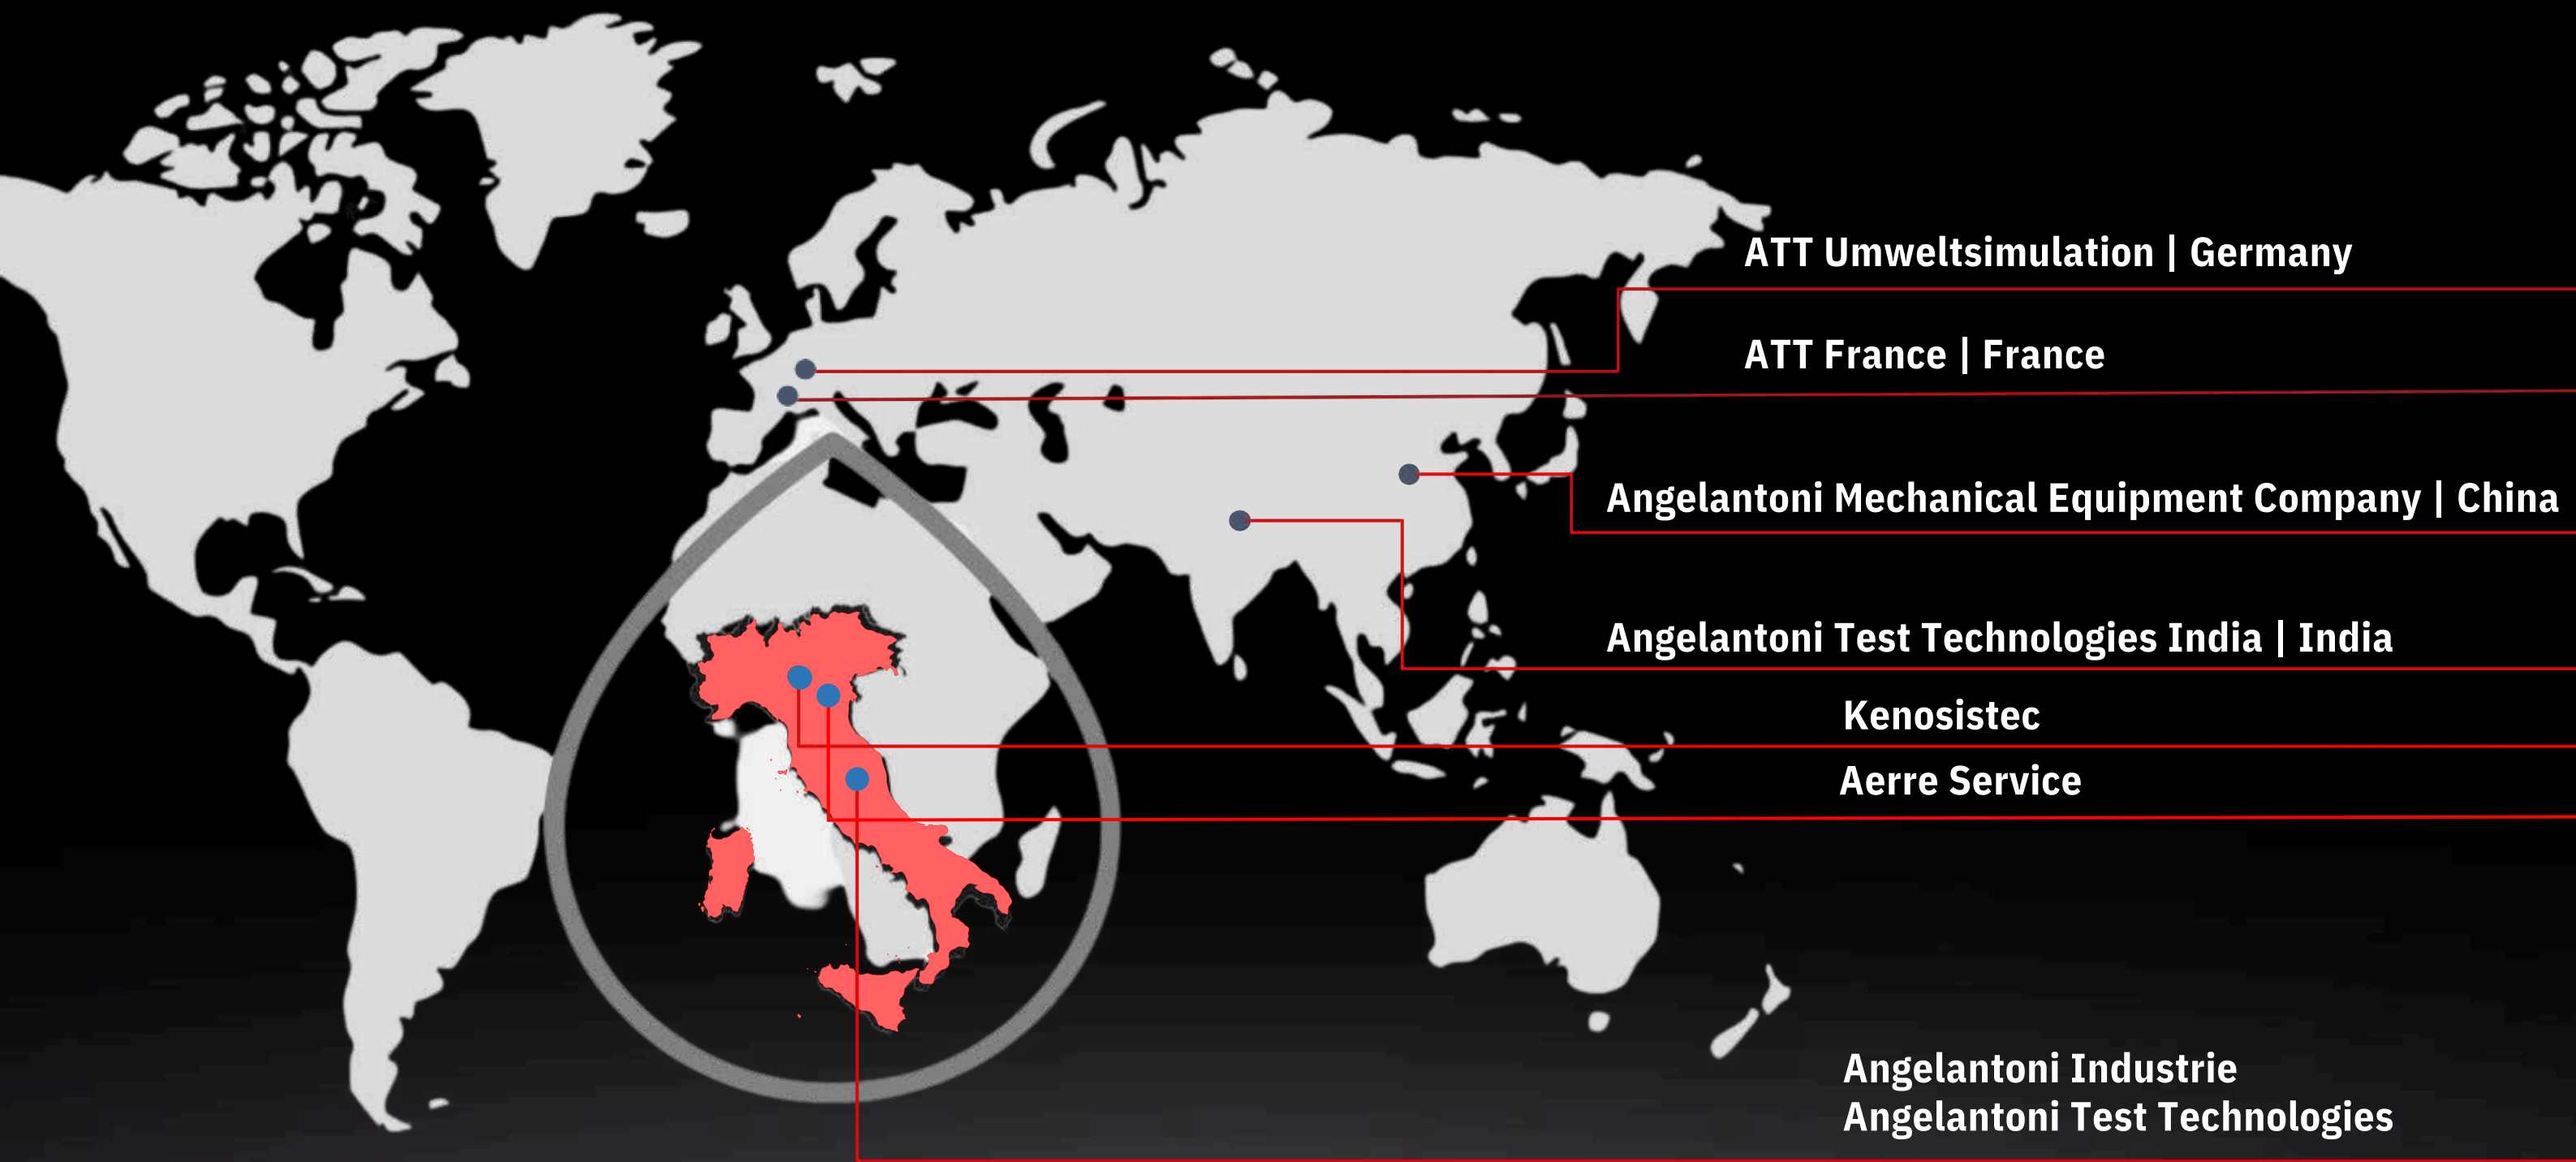 ATT Umweltsimulation | Germany
ATT France | France
Angelantoni Mechanical Equipment Company | China
Angelantoni Test Technologies India | India
Kenosistec
Aerre Service
Angelantoni Industrie
Angelantoni Test Technologies